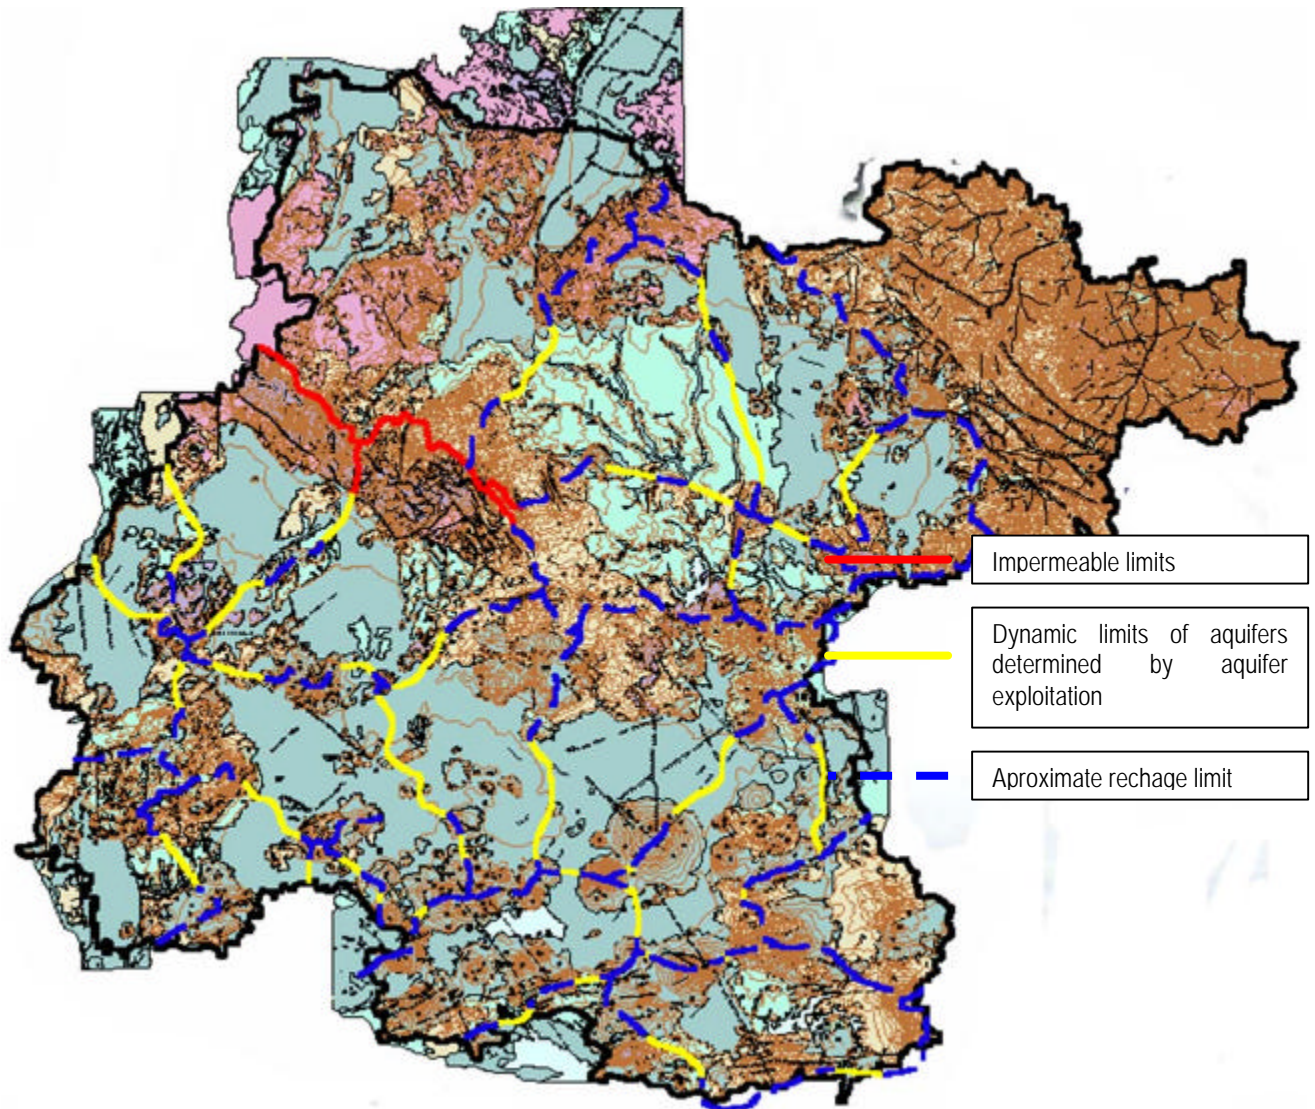 Impermeable limits
Dynamic limits of aquifers
determined by aquifer
exploitation
Aproximate rechage limit